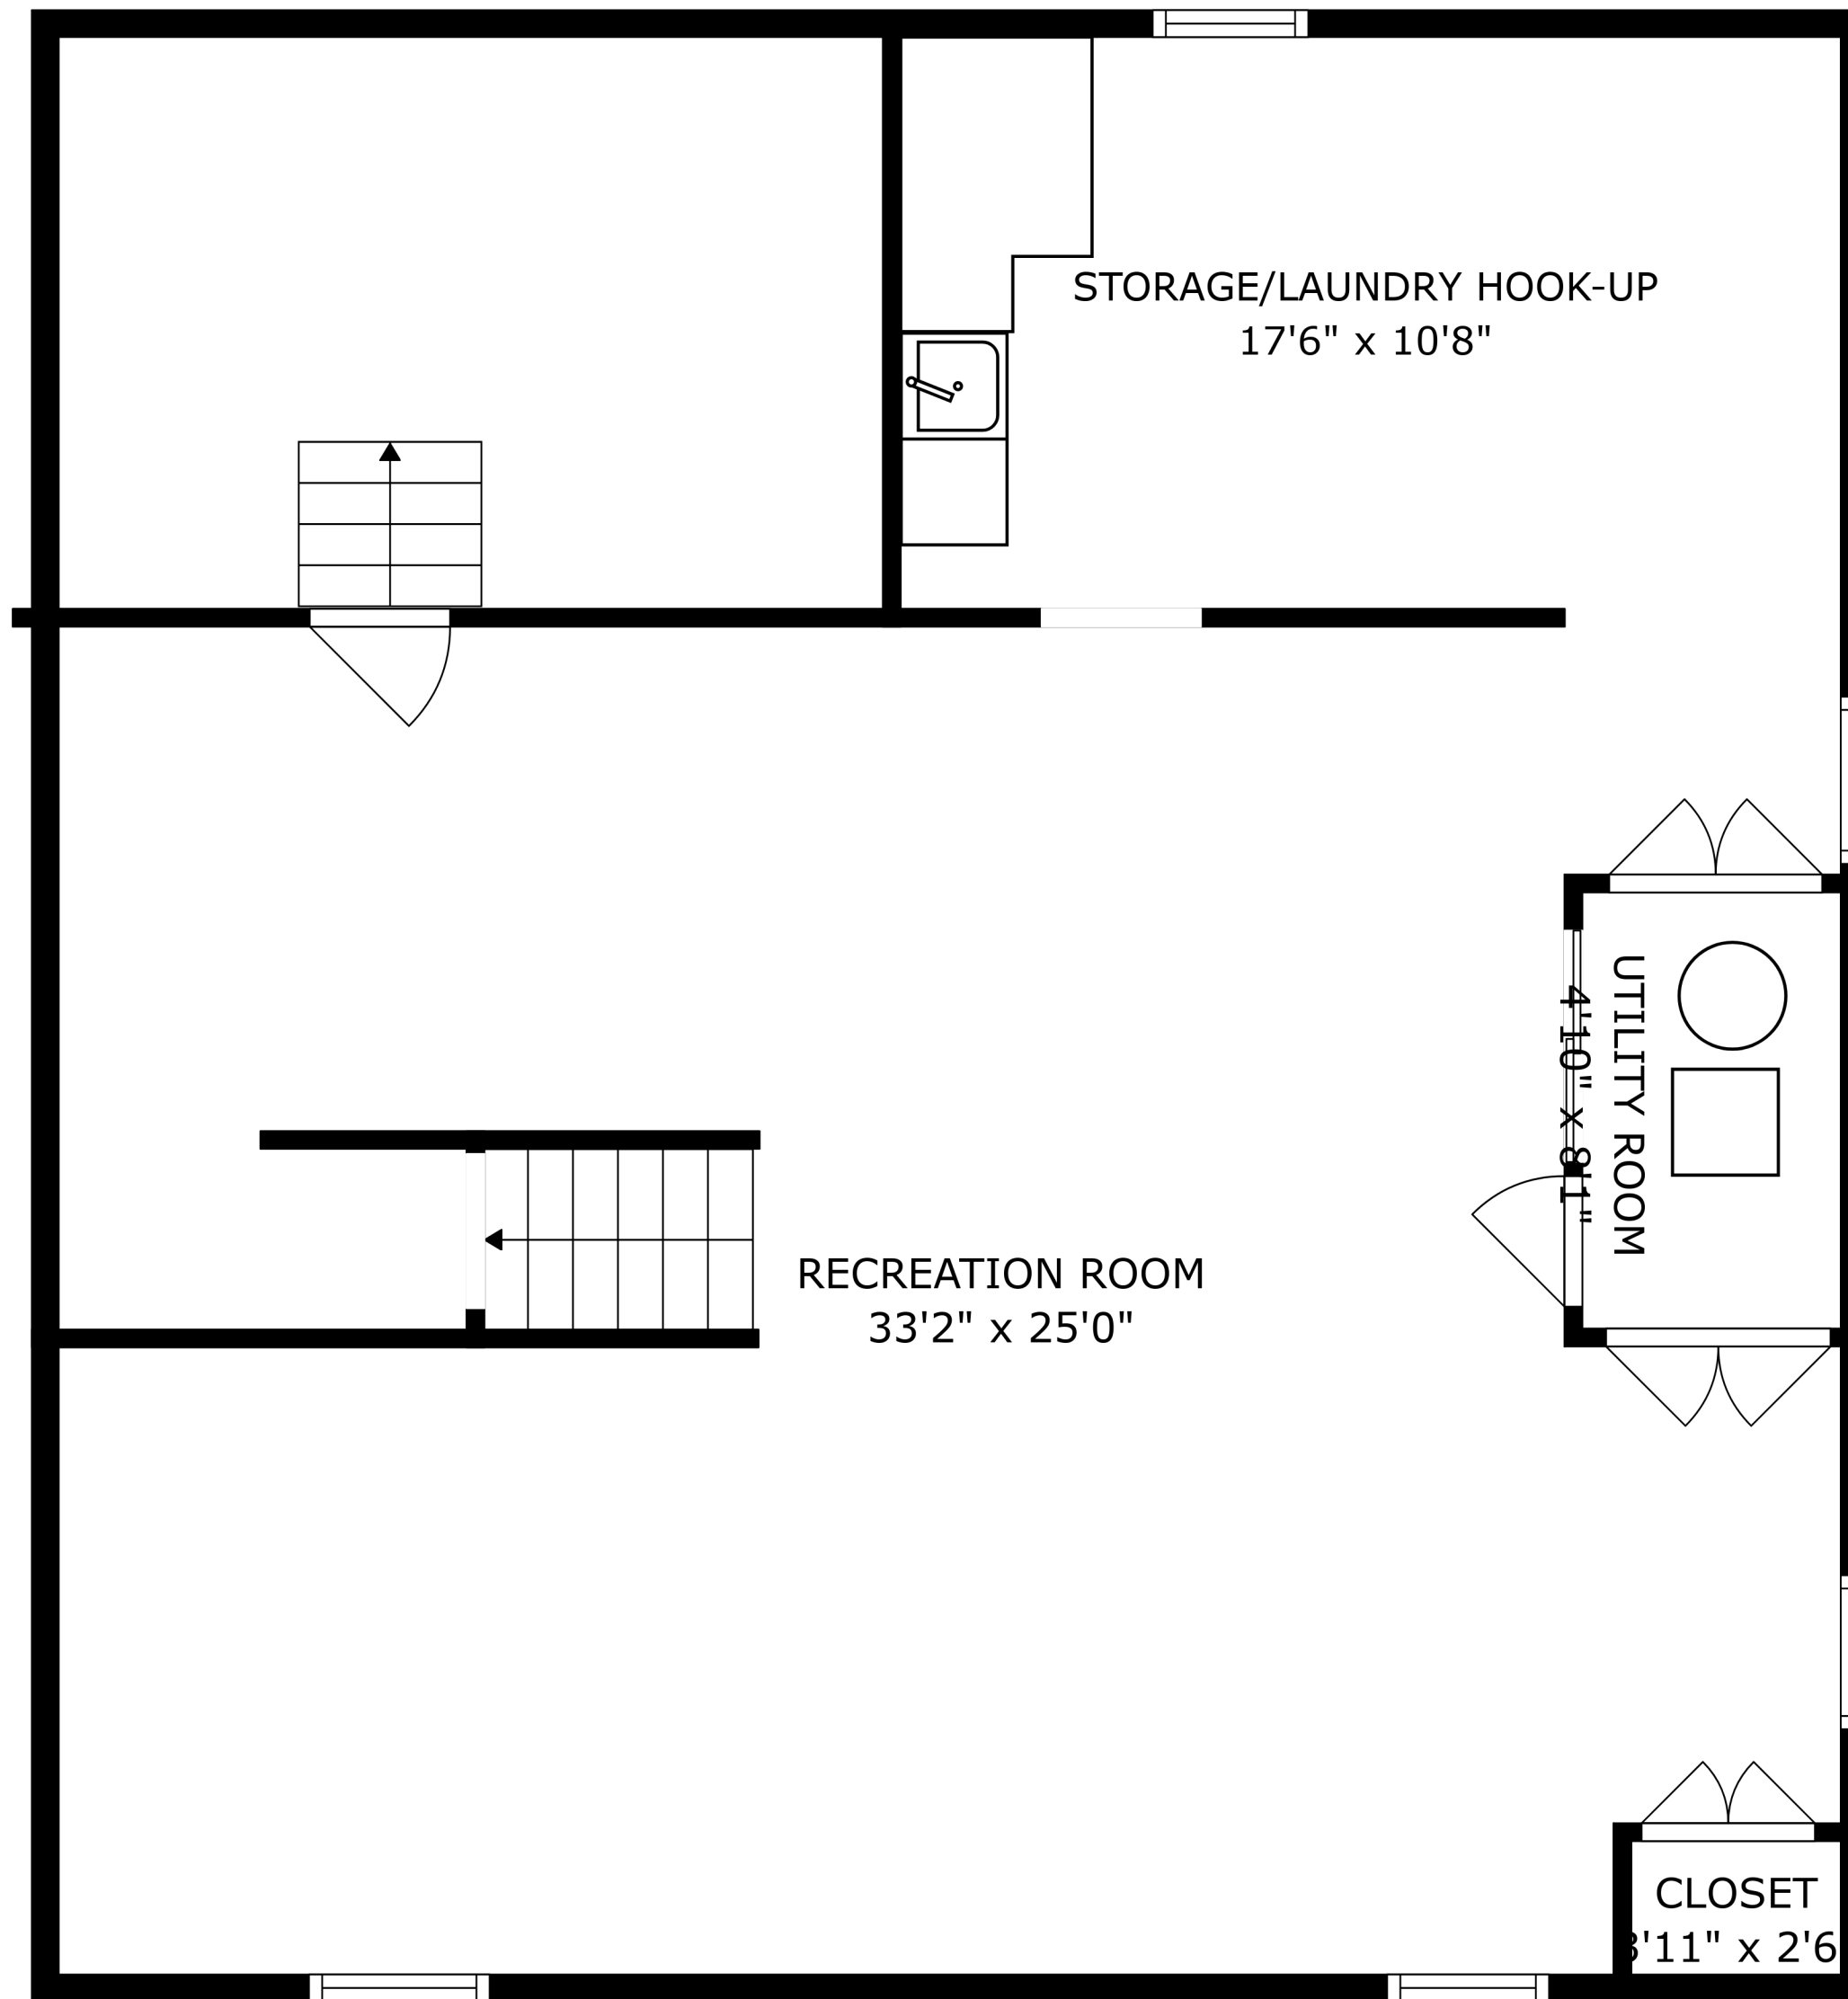 STORAGE/LAUNDRY HOOK-UP
17'6" x 10'8"
UTILITY ROOM
4'10" x 8'1"
RECREATION ROOM
33'2" x 25'0"
CLOSET
3'11" x 2'6